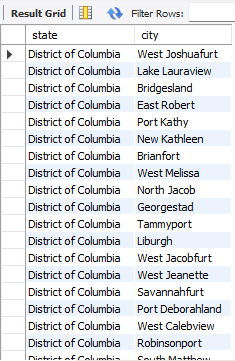 Result Grid Filter Rows:
state city
District of Columbia West Joshuafurt
District of Columbia Lake Lauraview
District of Columbia Bridgesland
District of Columbia East Robert
District of Columbia Port Kathy
District of Columbia New Kathleen
District of Columbia Brianfort
District of Columbia West Melissa
District of Columbia North Jacob
District of Columbia Georgestad
District of Columbia Tammyport
District of Columbia Liburgh
District of Columbia West Jacobfurt
District of Columbia West Jeanette
District of Columbia Savannahfurt
District of Columbia Port Deborahland
District of Columbia West Calebview
District of Columbia Robinsonport
District of Columbia South Matthew